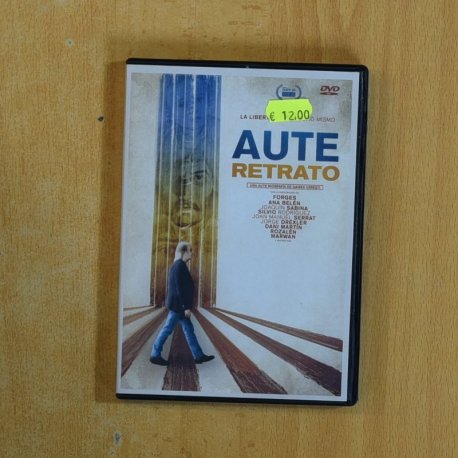 DVD
LA LIBER
MISMO
€ 12,00
AUTE
RETRATO
FORGES
ANA BELÉN
JOAQUÍN SABINA
SILVIO RODRÍGUEZ
JOAN MANUEL SERRAT
JORGE DREXLER
DANI MARTÍN
ROZALÉN
MARWAN